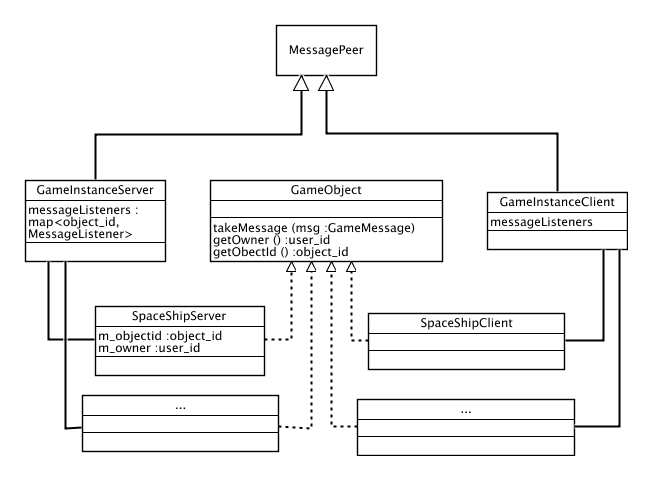 MessagePeer
GameInstanceServer
messageListeners :
map<object_id,
MessageListener>
GameObject
takeMessage (msg :GameMessage)
getOwner () :user_id
getObectId () :object_id
GameInstanceClient
messageListeners
SpaceShipServer
m_objectid :object_id
m_owner :user_id
SpaceShipClient
...
...